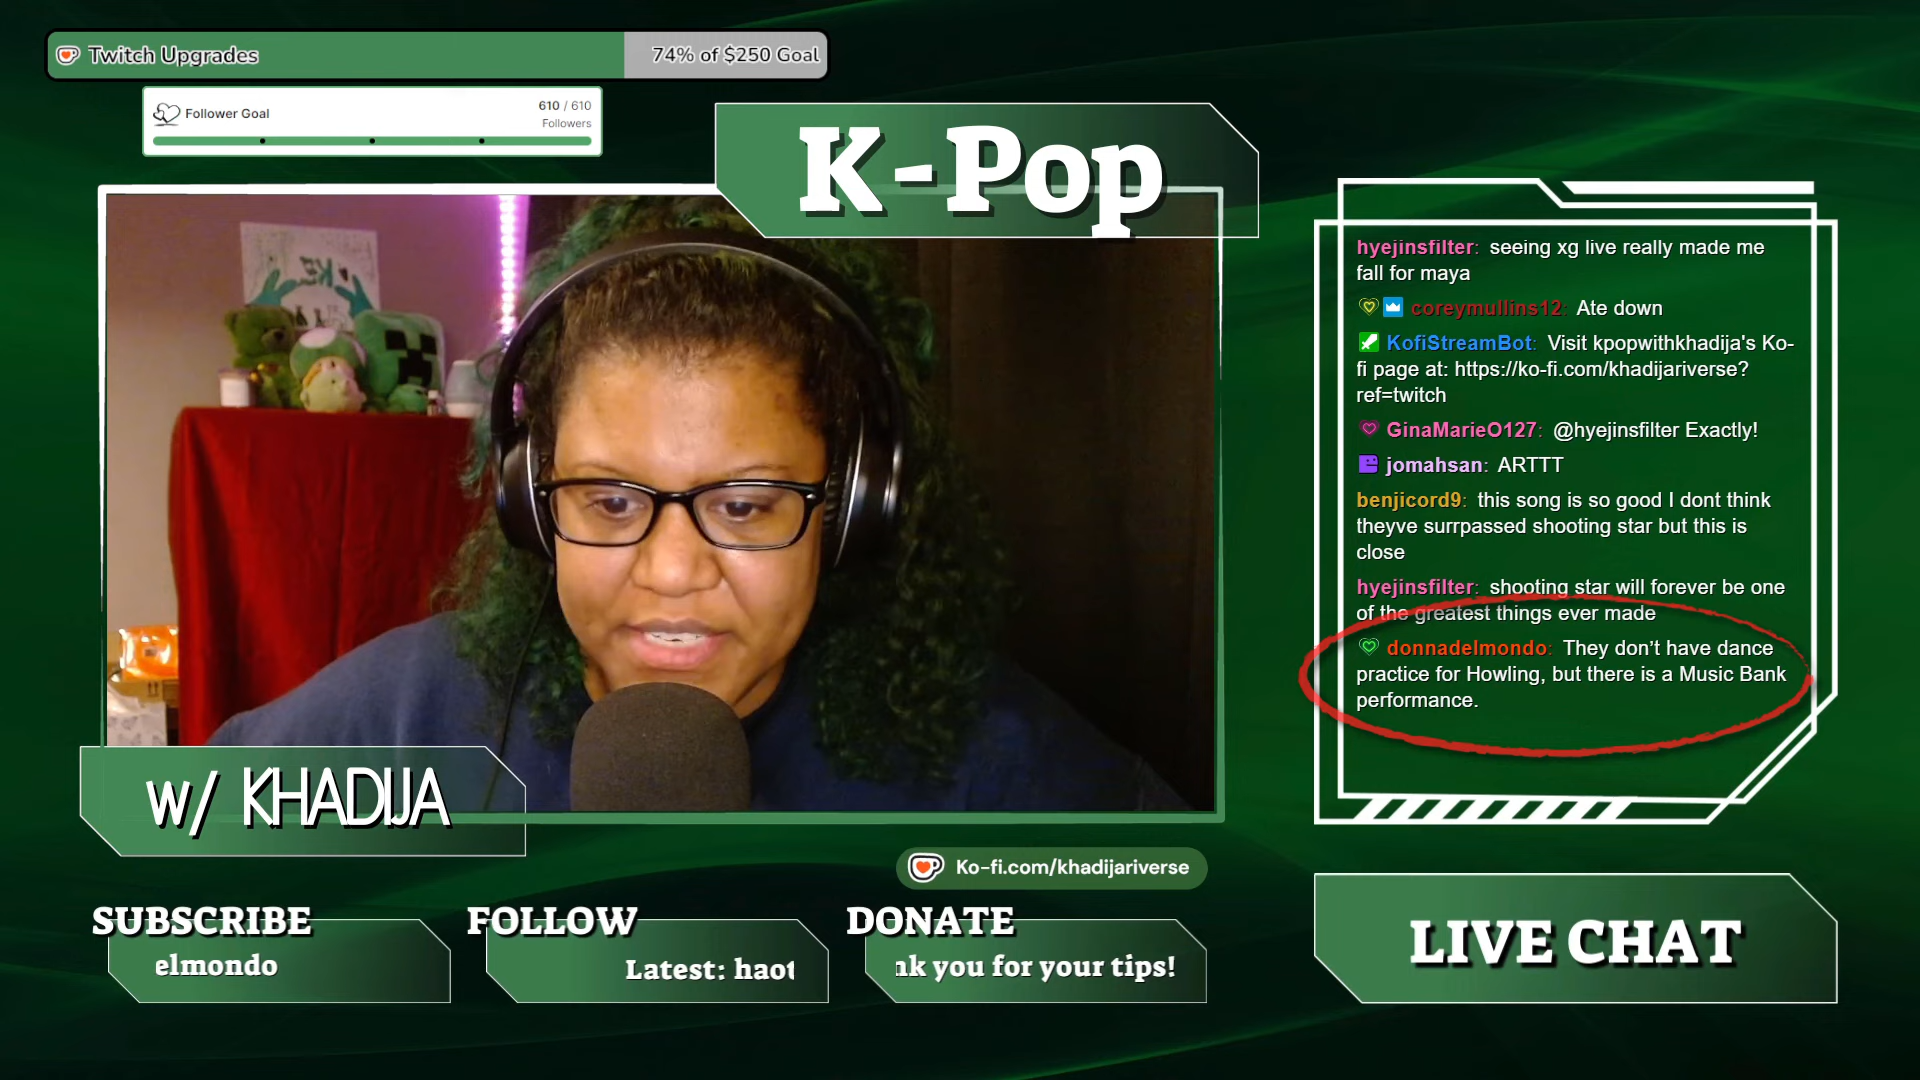 Twitch Upgrades
74% of $250 Goal
Follower Goal
610 / 610
Followers
K-Pop
hyejinsfilter: seeing xg live really made me
fall for maya
coreymullins12: Ate down
KofiStreamBot: Visit kpopwithkhadija's Ko-
fi page at: https://ko-fi.com/khadijariverse?
ref=twitch
GinaMarieO127: @hyejinsfilter Exactly!
jomahsan: ARTTT
benjicord9: this song is so good I dont think
theyve surrpassed shooting star but this is
close
hyejinsfilter: shooting star will forever be one
of the greatest things ever made
donnadelmondo: They don't have dance
practice for Howling, but there is a Music Bank
performance.
w/ KHADIJA
Ko-fi.com/khadijariverse
SUBSCRIBE
elmondo
FOLLOW
Latest: haot
DONATE
nk you for your tips!
LIVE CHAT